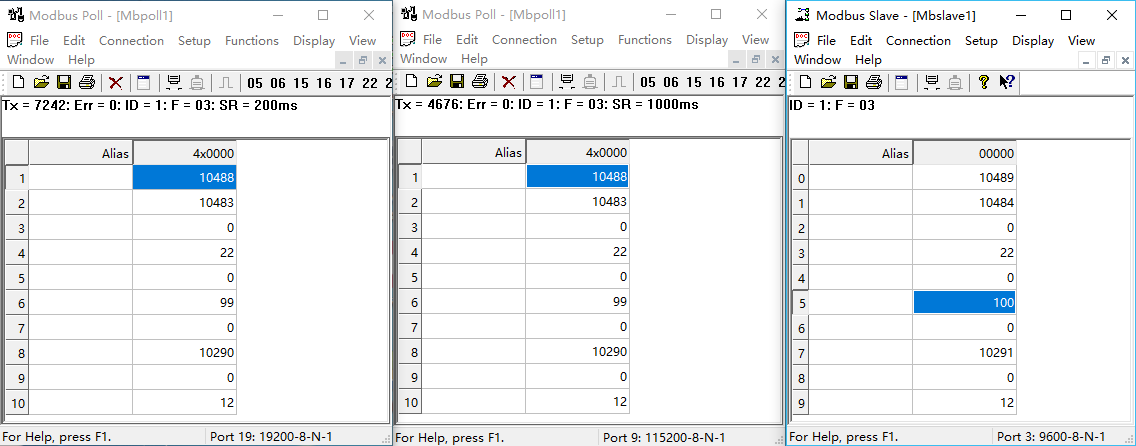 Modbus Poll - [Mbpoll1]
File Edit Connection Setup Functions Display View
Window Help
05 06 15 16 17 22 2
Tx = 7242: Err = 0: ID = 1: F = 03: SR = 200ms
Alias 4x0000
1 10488
2 10483
3 0
4 22
5 0
6 99
7 0
8 10290
9 0
10 12
For Help, press F1. Port 19: 19200-8-N-1
Modbus Poll - [Mbpoll1]
File Edit Connection Setup Functions Display View
Window Help
05 06 15 16 17 22 2
Tx = 4676: Err = 0: ID = 1: F = 03: SR = 1000ms
Alias 4x0000
1 10488
2 10483
3 0
4 22
5 0
6 99
7 0
8 10290
9 0
10 12
For Help, press F1. Port 9: 115200-8-N-1
Modbus Slave - [Mbslave1]
File Edit Connection Setup Display View
Window Help
ID = 1: F = 03
Alias 00000
0 10489
1 10484
2 0
3 22
4 0
5 100
6 0
7 10291
8 0
9 12
For Help, press F1. Port 3: 9600-8-N-1